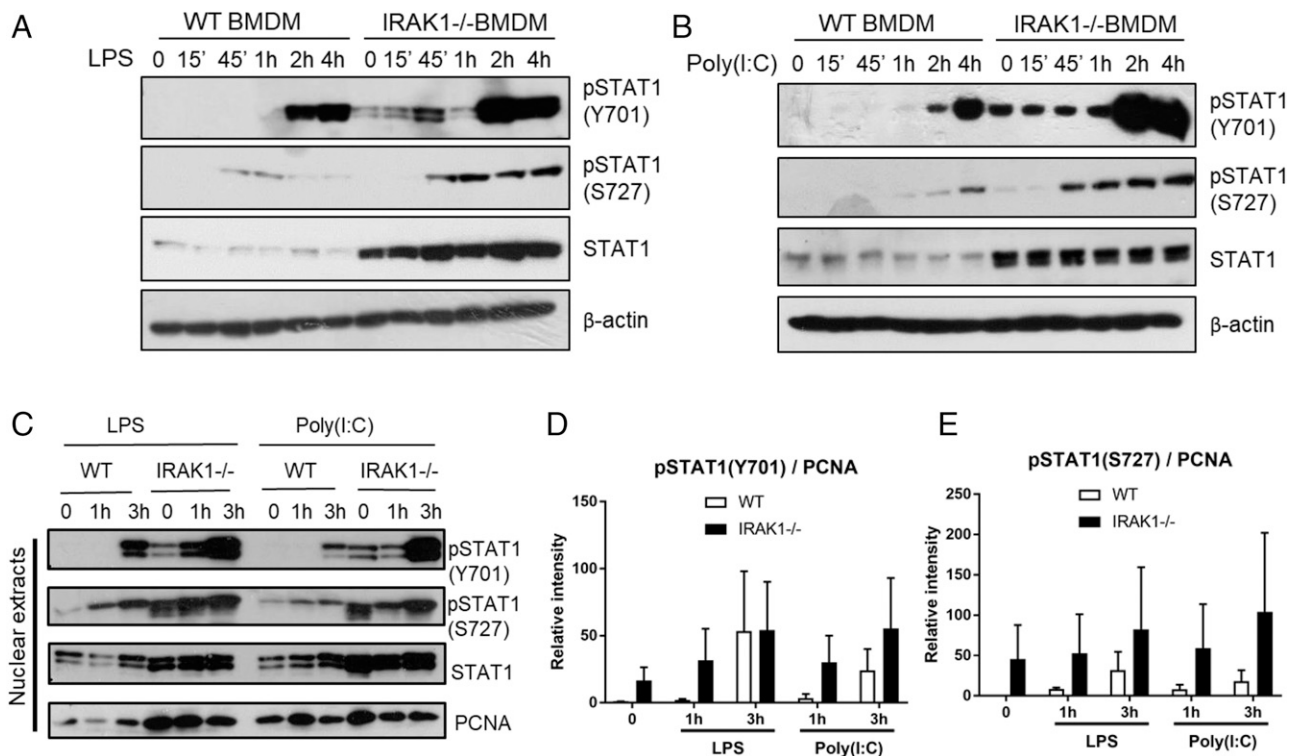 A
WT BMDM IRAK1-/-BMDM
LPS 0 15' 45' 1h 2h 4h 0 15' 45' 1h 2h 4h
pSTAT1
(Y701)
pSTAT1
(S727)
STAT1
β-actin
B
WT BMDM IRAK1-/-BMDM
Poly(I:C) 0 15' 45' 1h 2h 4h 0 15' 45' 1h 2h 4h
pSTAT1
(Y701)
pSTAT1
(S727)
STAT1
β-actin
C
LPS Poly(I:C)
WT IRAK1-/- WT IRAK1-/-
0 1h 3h 0 1h 3h 0 1h 3h 0 1h 3h
Nuclear extracts
pSTAT1
(Y701)
pSTAT1
(S727)
STAT1
PCNA
D
pSTAT1(Y701) / PCNA
WT
IRAK1-/-
Relative intensity
150
100
50
0
0 1h 3h 1h 3h
LPS Poly(I:C)
E
pSTAT1(S727) / PCNA
WT
IRAK1-/-
Relative intensity
250
200
150
100
50
0
0 1h 3h 1h 3h
LPS Poly(I:C)